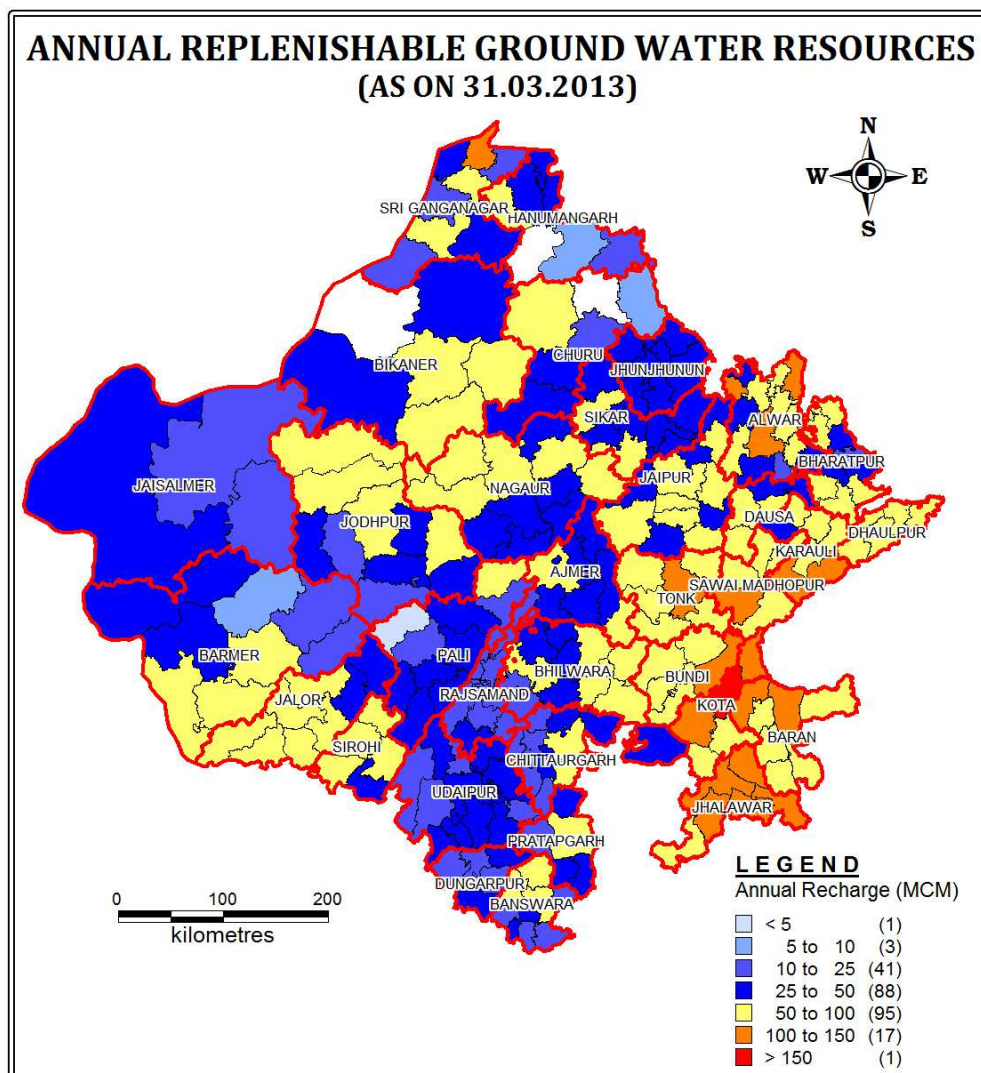 ANNUAL REPLENISHABLE GROUND WATER RESOURCES
(AS ON 31.03.2013)
N
W E
S
SRI GANGANAGAR
HANUMANGARH
BIKANER
CHURU
JHUNJHUNUN
SIKAR
ALWAR
BHARATPUR
JAISALMER
NAGAUR
JAIPUR
JODHPUR
DAUSA
DHAULPUR
KARAULI
AJMER
SAWAI MADHOPUR
TONK
BARMER
PALI
BHILWARA
BUNDI
JALOR
RAJSAMAND
KOTA
SIROHI
BARAN
CHITTAURGARH
UDAIPUR
JHALAWAR
PRATAPGARH
DUNGARPUR
BANSWARA
0 100 200
kilometres
LEGEND
Annual Recharge (MCM)
< 5 (1)
5 to 10 (3)
10 to 25 (41)
25 to 50 (88)
50 to 100 (95)
100 to 150 (17)
> 150 (1)